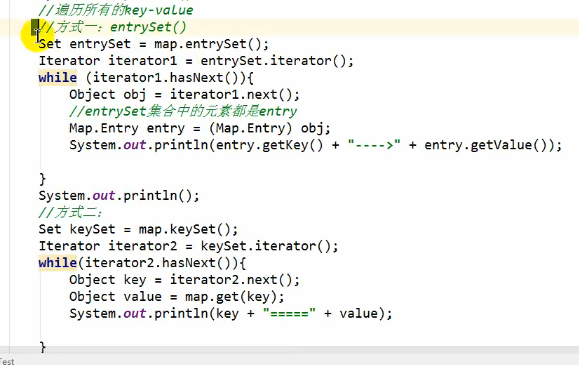 //遍历所有的key-value
//方式一：entrySet()
Set entrySet = map.entrySet();
Iterator iterator1 = entrySet.iterator();
while (iterator1.hasNext()){
Object obj = iterator1.next();
//entrySet集合中的元素都是entry
Map.Entry entry = (Map.Entry) obj;
System.out.println(entry.getKey() + "---->" + entry.getValue());
}
System.out.println();
//方式二：
Set keySet = map.keySet();
Iterator iterator2 = keySet.iterator();
while(iterator2.hasNext()){
Object key = iterator2.next();
Object value = map.get(key);
System.out.println(key + "=====" + value);
}